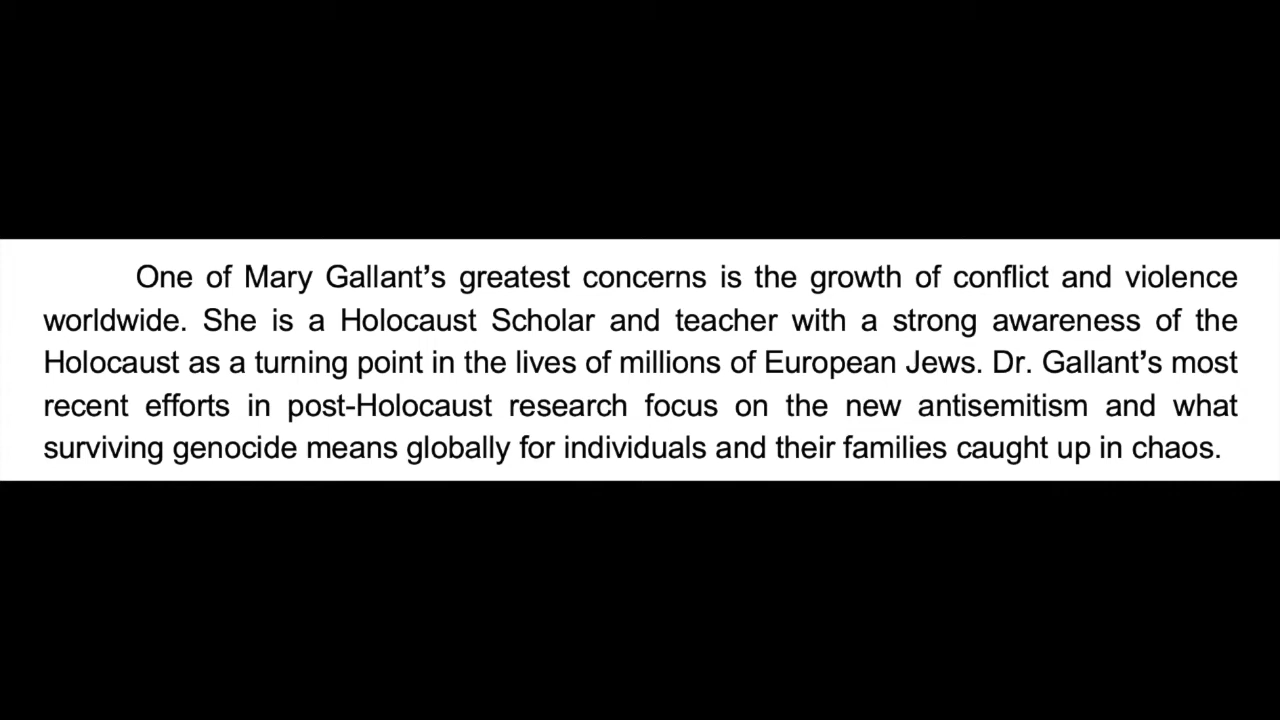 One of Mary Gallant’s greatest concerns is the growth of conflict and violence
worldwide. She is a Holocaust Scholar and teacher with a strong awareness of the
Holocaust as a turning point in the lives of millions of European Jews. Dr. Gallant’s most
recent efforts in post-Holocaust research focus on the new antisemitism and what
surviving genocide means globally for individuals and their families caught up in chaos.